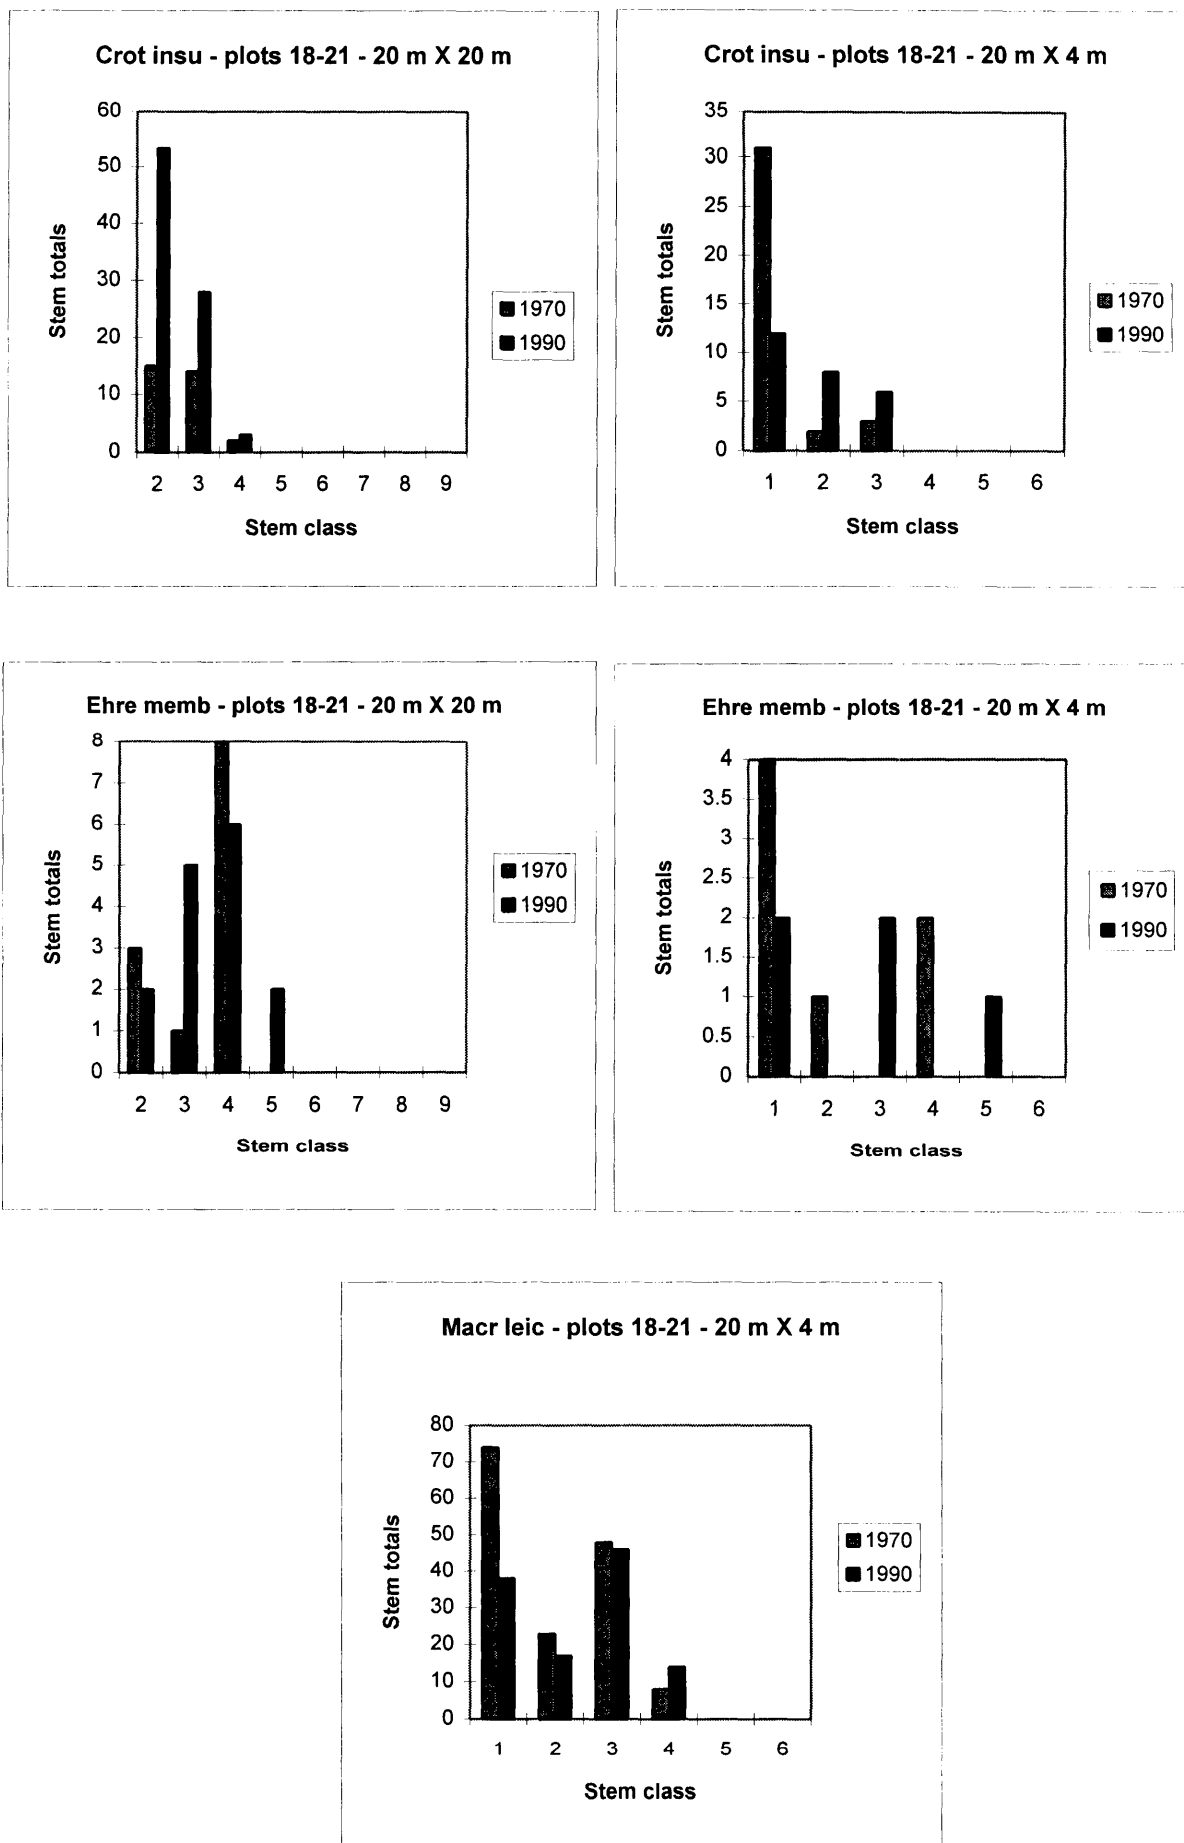 Crot insu - plots 18-21 - 20 m X 20 m
60
50
40
30
20
10
0
Stem totals
2 3 4 5 6 7 8 9
Stem class
1970
1990
Crot insu - plots 18-21 - 20 m X 4 m
35
30
25
20
15
10
5
0
Stem totals
1 2 3 4 5 6
Stem class
1970
1990
Ehre memb - plots 18-21 - 20 m X 20 m
8
7
6
5
4
3
2
1
0
Stem totals
2 3 4 5 6 7 8 9
Stem class
1970
1990
Ehre memb - plots 18-21 - 20 m X 4 m
4
3.5
3
2.5
2
1.5
1
0.5
0
Stem totals
1 2 3 4 5 6
Stem class
1970
1990
Macr leic - plots 18-21 - 20 m X 4 m
80
70
60
50
40
30
20
10
0
Stem totals
1 2 3 4 5 6
Stem class
1970
1990